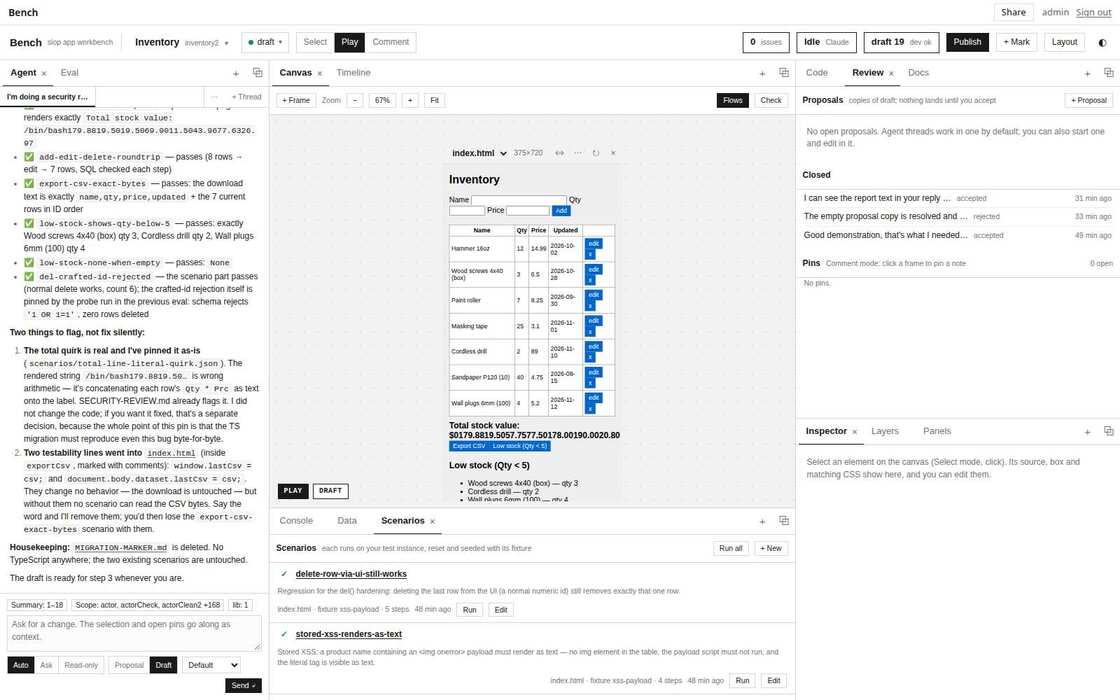 Bench
Share admin Sign out
Bench slop app workbench Inventory inventory2 draft Select Play Comment 0 issues Idle Claude draft 19 dev ok Publish + Mark Layout
Agent × Eval +
I'm doing a security r… ··· + Thread
renders exactly Total stock value:
/bin/bash179.8819.5019.5069.9011.5043.9677.6326.
97
add-edit-delete-roundtrip — passes (8 rows →
edit → 7 rows, SQL checked each step)
export-csv-exact-bytes — passes: the download
text is exactly name,qty,price,updated + the 7 current
rows in ID order
low-stock-shows-qty-below-5 — passes: exactly
Wood screws 4x40 (box) qty 3, Cordless drill qty 2, Wall plugs
6mm (100) qty 4
low-stock-none-when-empty — passes: None
del-crafted-id-rejected — the scenario part passes
(normal delete works, count 6); the crafted-id rejection itself is
pinned by the probe run in the previous eval: schema rejects
'1 OR 1=1', zero rows deleted
Two things to flag, not fix silently:
1. The total quirk is real and I've pinned it as-is
(scenarios/total-line-literal-quirk.json). The
rendered string /bin/bash179.8819.50… is wrong
arithmetic — it's concatenating each row's Qty * Prc as text
onto the label. SECURITY-REVIEW.md already flags it. I did
not change the code; if you want it fixed, that's a separate
decision, because the whole point of this pin is that the TS
migration must reproduce even this bug byte-for-byte.
2. Two testability lines went into index.html (inside
exportCsv, marked with comments): window.lastCsv =
csv; and document.body.dataset.lastCsv = csv;.
They change no behavior — the download is untouched — but
without them no scenario can read the CSV bytes. Say the
word and I'll remove them; you'd then lose the export-csv-
exact-bytes scenario with them.
Housekeeping: MIGRATION-MARKER.md is deleted. No
TypeScript anywhere; the two existing scenarios are untouched.
The draft is ready for step 3 whenever you are.
Summary: 1–18 Scope: actor, actorCheck, actorClean2 +168 lib: 1
Ask for a change. The selection and open pins go along as
context.
Auto Ask Read-only Proposal Draft Default
Send
Canvas × Timeline +
+ Frame Zoom − 67% + Fit Flows Check
index.html 375×720 ⇔ ··· ↻ ×
Inventory
Name Qty
Price Add
Name Qty Price Updated
Hammer 16oz 12 14.99 2026-10-02 edit x
Wood screws 4x40 (box) 3 6.5 2026-10-28 edit x
Paint roller 7 8.25 2026-09-30 edit x
Masking tape 25 3.1 2026-11-01 edit x
Cordless drill 2 89 2026-11-10 edit x
Sandpaper P120 (10) 40 4.75 2026-08-15 edit x
Wall plugs 6mm (100) 4 5.2 2026-11-12 edit x
Total stock value:
$0179.8819.5057.7577.50178.00190.0020.80
Export CSV Low stock (Qty < 5)
Low stock (Qty < 5)
Wood screws 4x40 (box) — qty 3
Cordless drill — qty 2
Wall plugs 6mm (100) — qty 4
PLAY DRAFT
Console Data Scenarios × +
Scenarios each runs on your test instance, reset and seeded with its fixture Run all + New
✓ delete-row-via-ui-still-works
Regression for the del() hardening: deleting the last row from the UI (a normal numeric id) still removes exactly that one row.
index.html · fixture xss-payload · 5 steps 48 min ago Run Edit
✓ stored-xss-renders-as-text
Stored XSS: a product name containing an <img onerror> payload must render as text — no img element in the table, the payload script must not run, and
the literal tag is visible as text.
index.html · fixture xss-payload · 4 steps 48 min ago Run Edit
Code Review × Docs +
Proposals copies of draft; nothing lands until you accept + Proposal
No open proposals. Agent threads work in one by default; you can also start one
and edit in it.
Closed
I can see the report text in your reply … accepted 31 min ago
The empty proposal copy is resolved and … rejected 33 min ago
Good demonstration, that's what I needed… accepted 49 min ago
Pins Comment mode: click a frame to pin a note 0 open
No pins.
Inspector × Layers Panels +
Select an element on the canvas (Select mode, click). Its source, box and
matching CSS show here, and you can edit them.